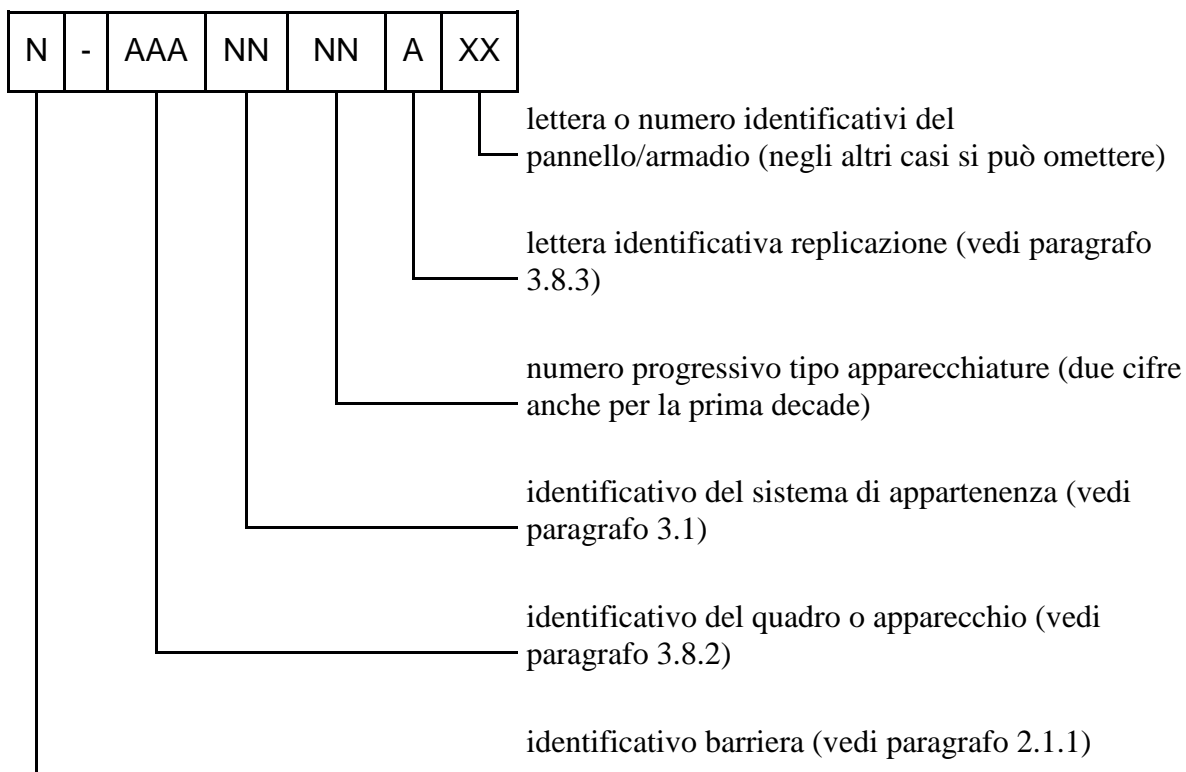 N - AAA NN NN A XX
lettera o numero identificativi del
pannello/armadio (negli altri casi si può omettere)
lettera identificativa replicazione (vedi paragrafo
3.8.3)
numero progressivo tipo apparecchiature (due cifre
anche per la prima decade)
identificativo del sistema di appartenenza (vedi
paragrafo 3.1)
identificativo del quadro o apparecchio (vedi
paragrafo 3.8.2)
identificativo barriera (vedi paragrafo 2.1.1)